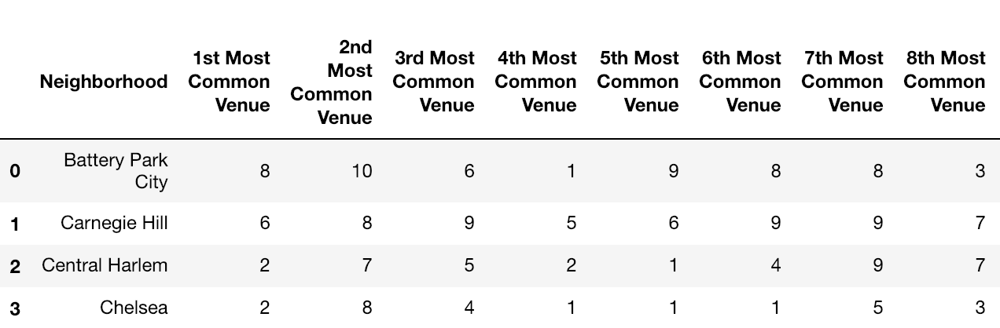 Neighborhood 1st Most Common Venue 2nd Most Common Venue 3rd Most Common Venue 4th Most Common Venue 5th Most Common Venue 6th Most Common Venue 7th Most Common Venue 8th Most Common Venue
0 Battery Park City 8 10 6 1 9 8 8 3
1 Carnegie Hill 6 8 9 5 6 9 9 7
2 Central Harlem 2 7 5 2 1 4 9 7
3 Chelsea 2 8 4 1 1 1 5 3